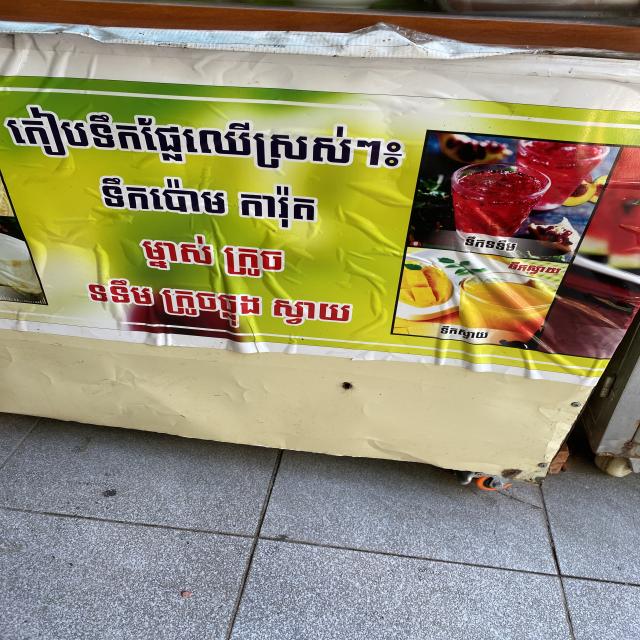 គៀបទឹកផ្លែឈើស្រស់ៗ៖
ទឹកប៉ោម ការ៉ុត
ម្នាស់ ក្រូច
ទទឹម ក្រូចឆ្លុង ស្វាយ
ទឹកទទឹម
ទឹកស្វាយ
ទឹកស្វាយ